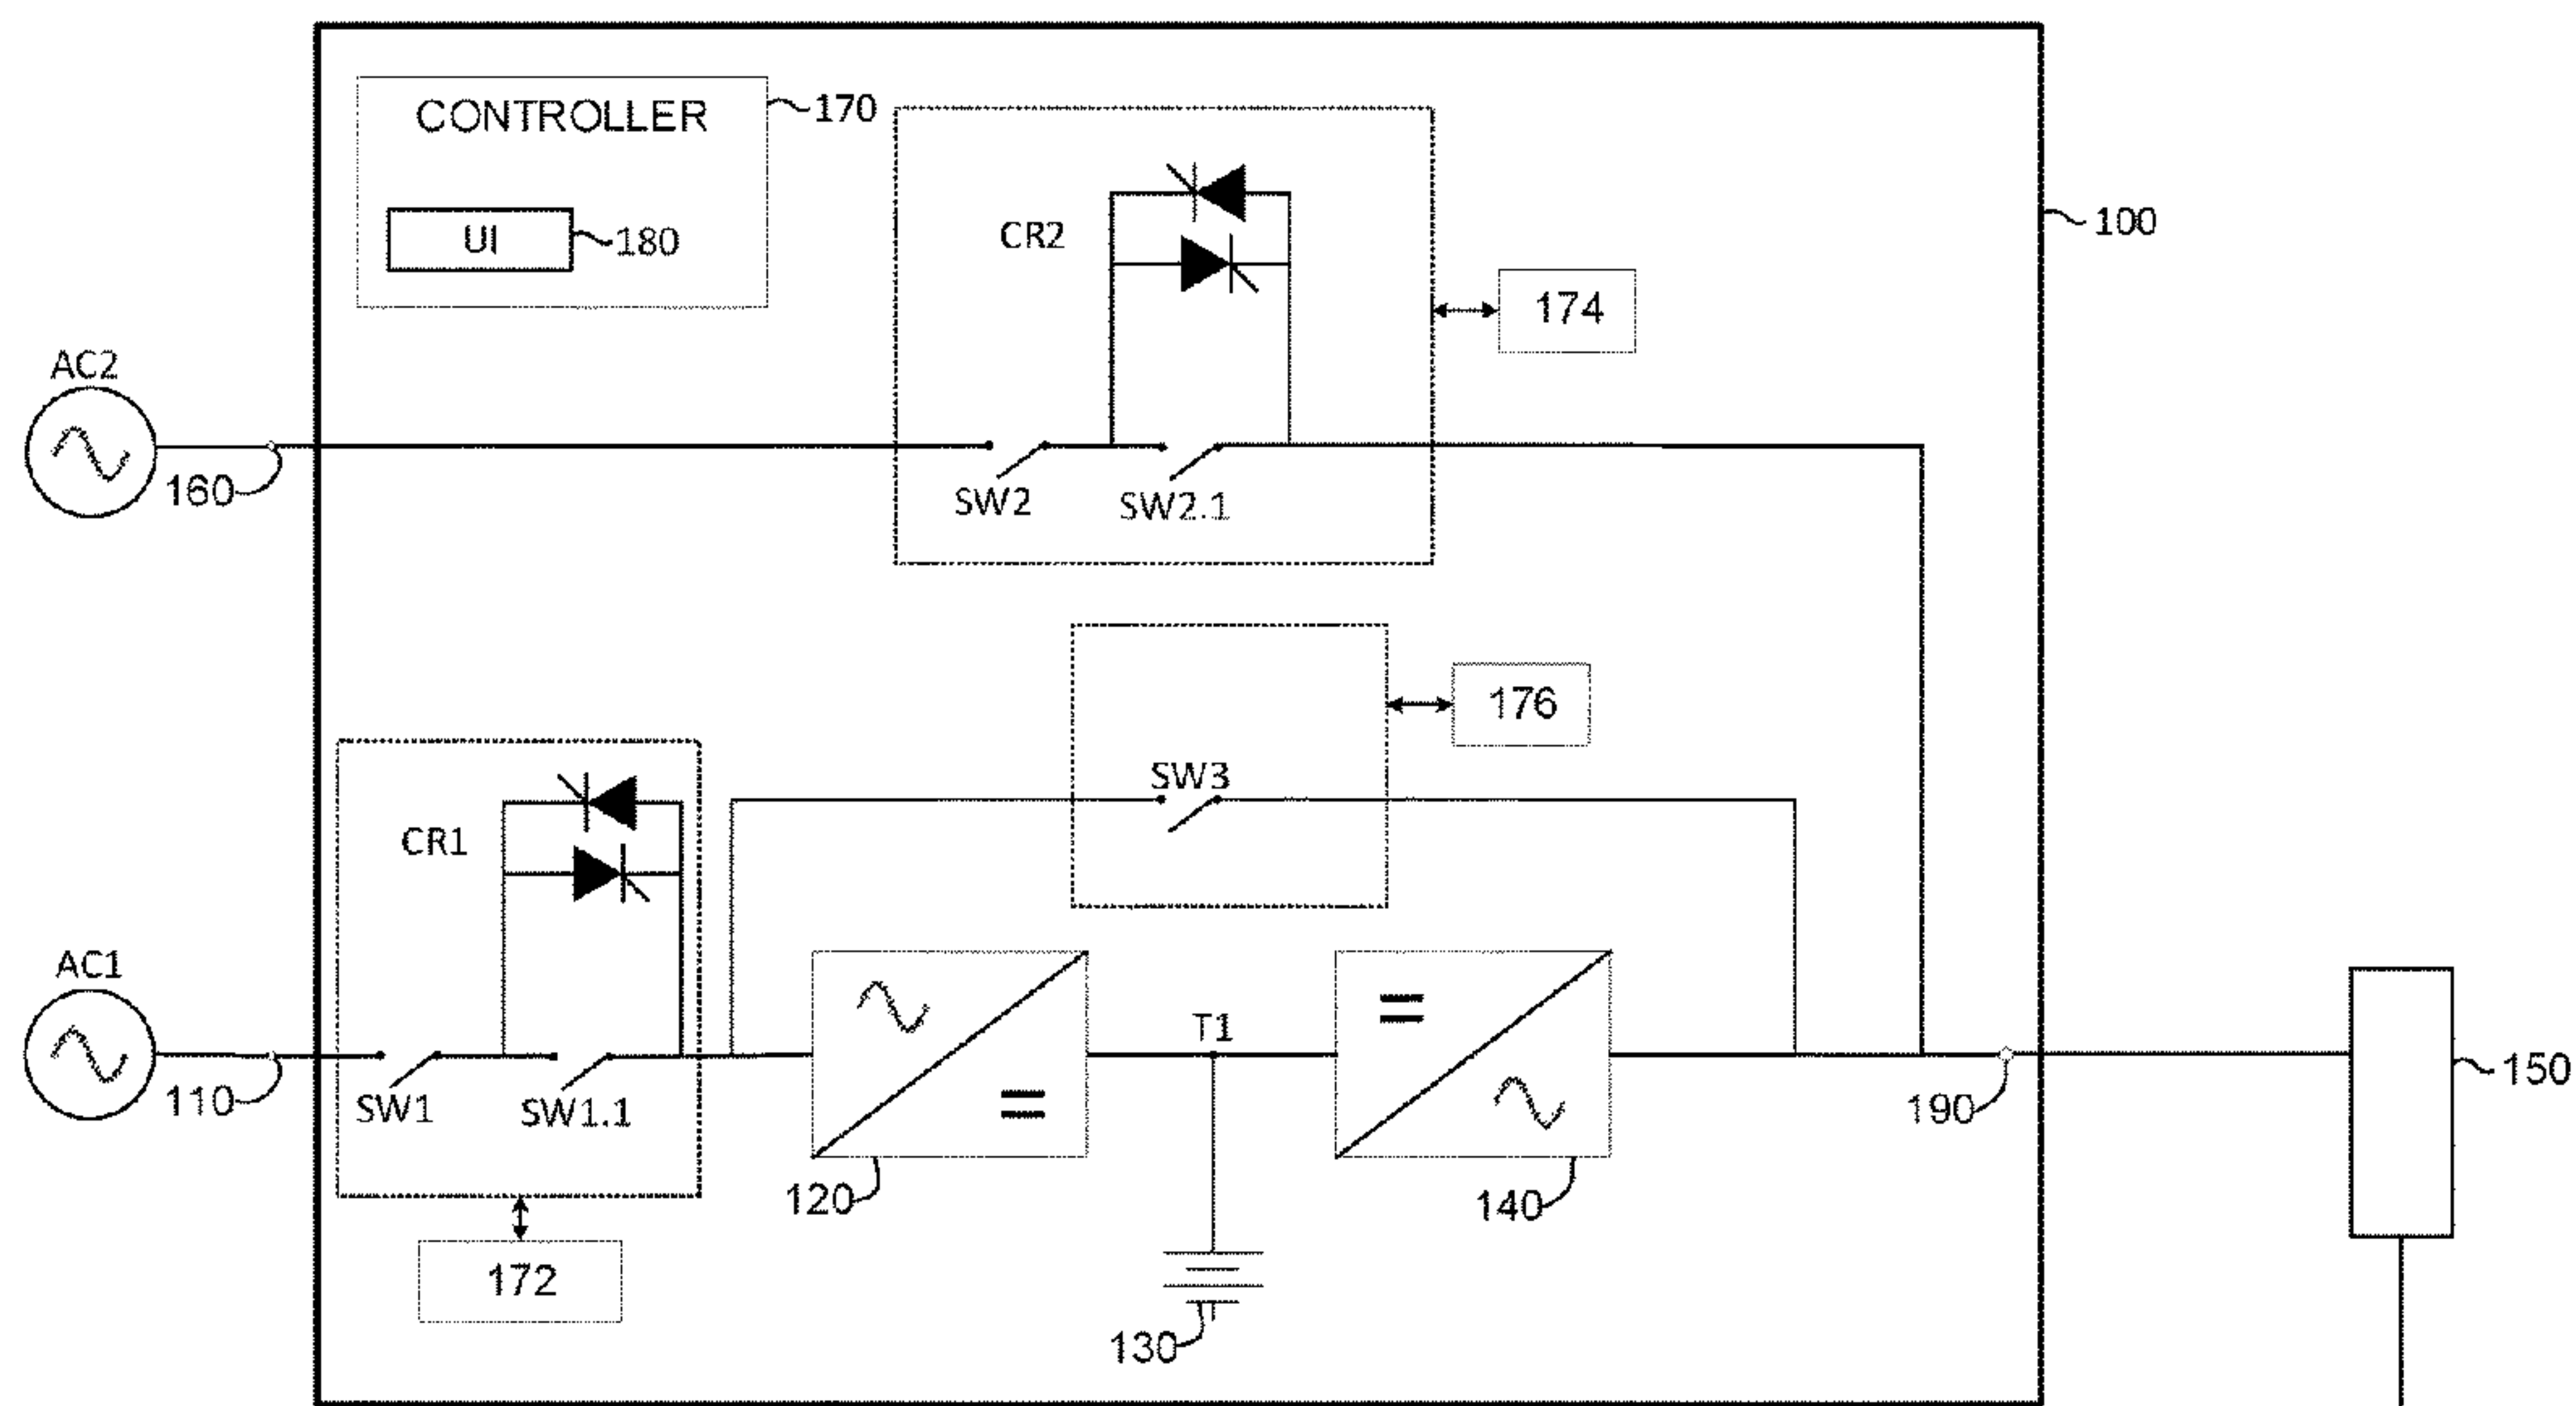 CONTROLLER
170
UI
180
CR2
100
174
AC2
160
SW2
SW2.1
176
SW3
CR1
AC1
T1
110
SW1
SW1.1
190
150
120
140
172
130